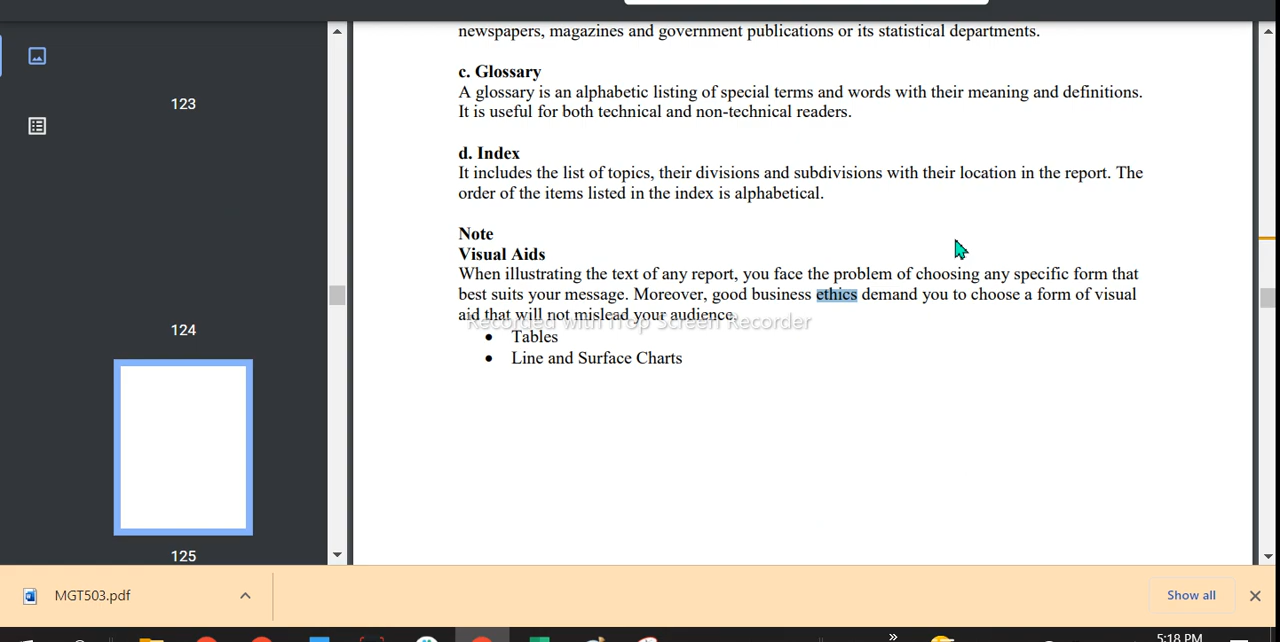 newspapers, magazines and government publications or its statistical departments.
123
c. Glossary
A glossary is an alphabetic listing of special terms and words with their meaning and definitions.
It is useful for both technical and non-technical readers.
d. Index
It includes the list of topics, their divisions and subdivisions with their location in the report. The
order of the items listed in the index is alphabetical.
Note
Visual Aids
When illustrating the text of any report, you face the problem of choosing any specific form that
best suits your message. Moreover, good business ethics demand you to choose a form of visual
aid that will not mislead your audience.
Recorded with iTop Screen Recorder
124
• Tables
• Line and Surface Charts
125
MGT503.pdf
Show all
5:18 PM